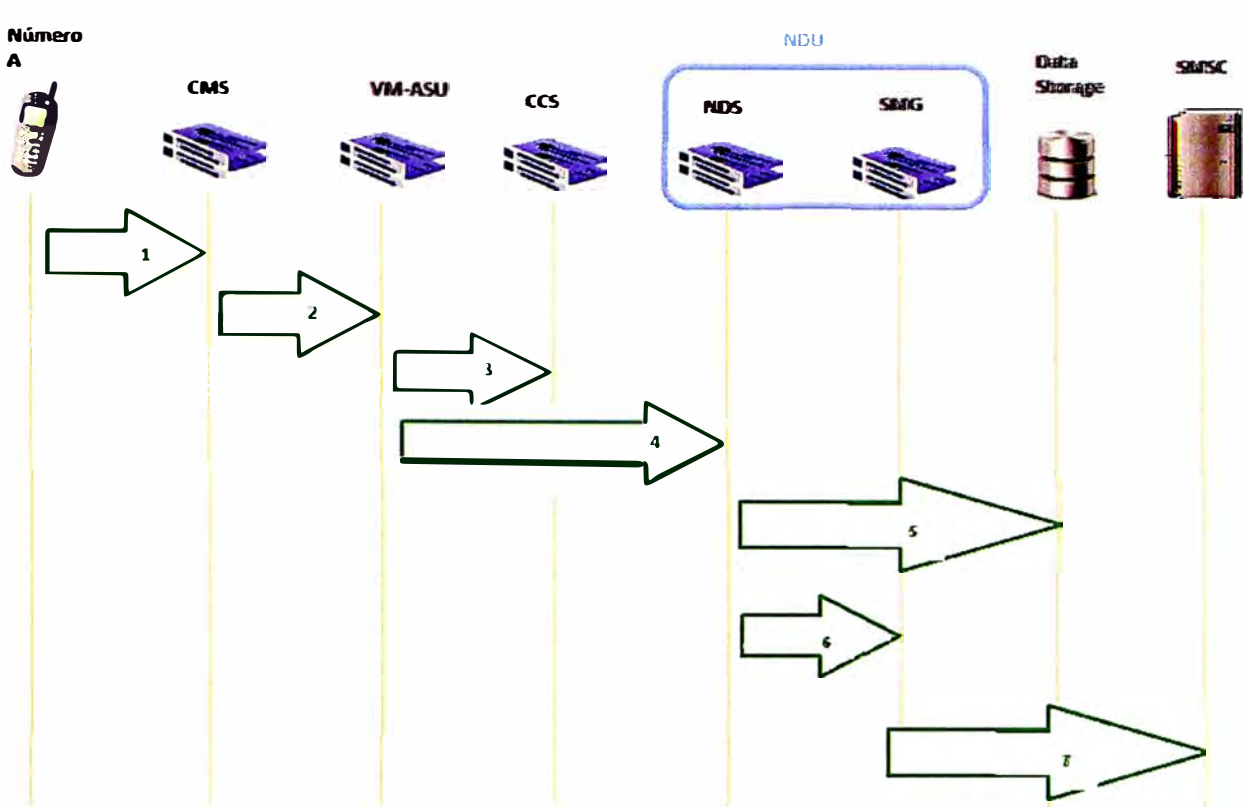 Número
A
CMS
VM-ASU
CCS
NDU
NDS
SMG
Data
Storage
SMSC
1
2
3
4
5
6
7